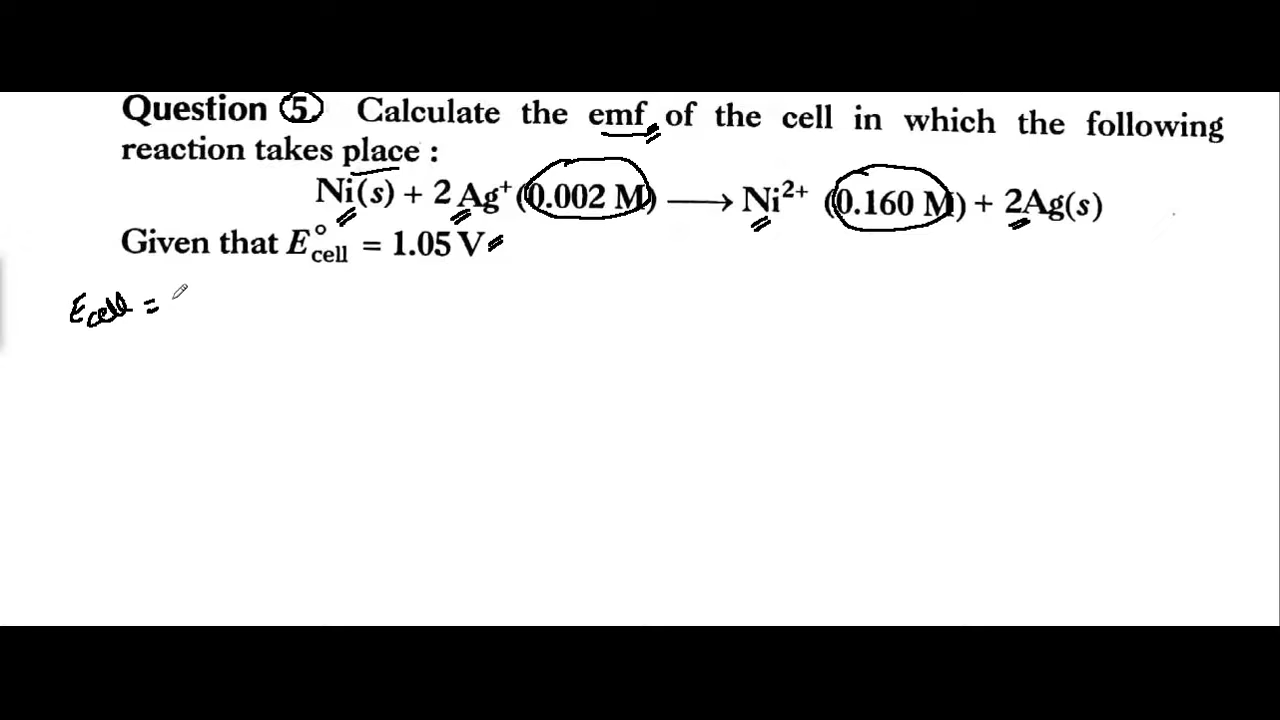 Question 5 Calculate the emf of the cell in which the following
reaction takes place :
Ni(s) + 2 Ag⁺ (0.002 M) ⟶ Ni²⁺ (0.160 M) + 2Ag(s)
Given that E°cell = 1.05 V
Ecell =